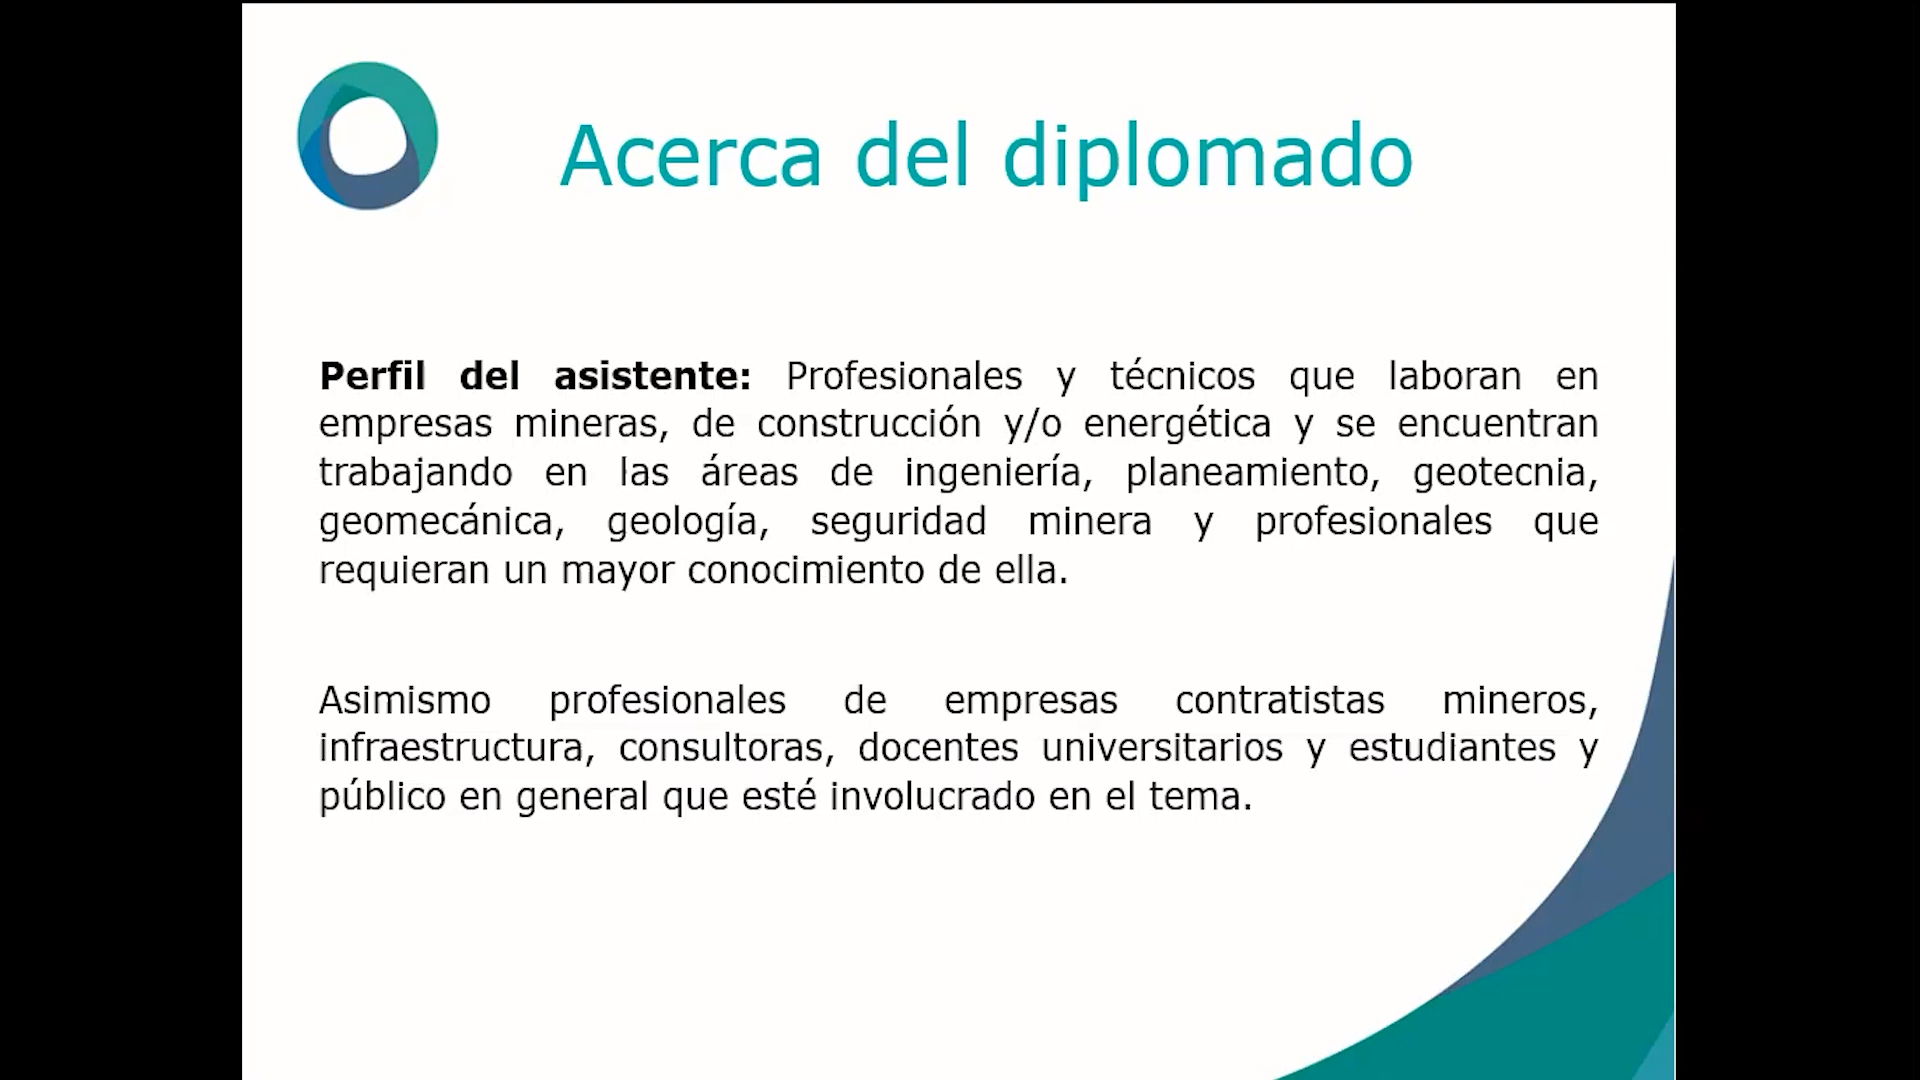 Acerca del diplomado
Perfil del asistente: Profesionales y técnicos que laboran en
empresas mineras, de construcción y/o energética y se encuentran
trabajando en las áreas de ingeniería, planeamiento, geotecnia,
geomecánica, geología, seguridad minera y profesionales que
requieran un mayor conocimiento de ella.
Asimismo profesionales de empresas contratistas mineros,
infraestructura, consultoras, docentes universitarios y estudiantes y
público en general que esté involucrado en el tema.